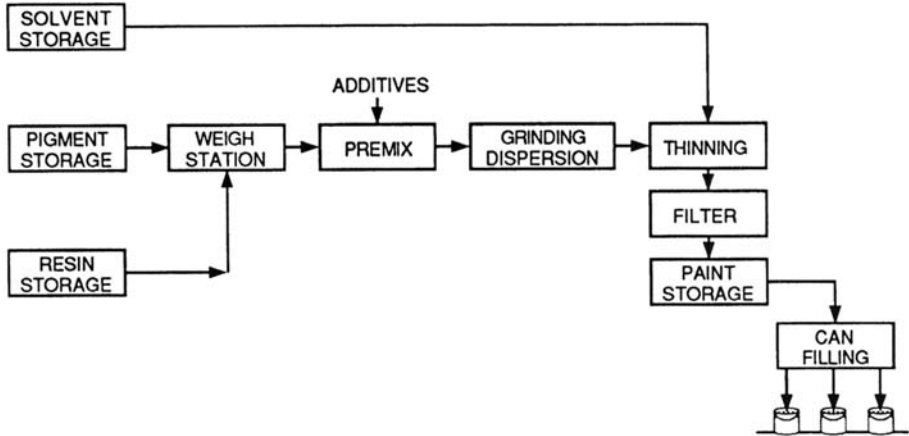 SOLVENT
STORAGE
ADDITIVES
PIGMENT
STORAGE
WEIGH
STATION
PREMIX
GRINDING
DISPERSION
THINNING
FILTER
RESIN
STORAGE
PAINT
STORAGE
CAN
FILLING